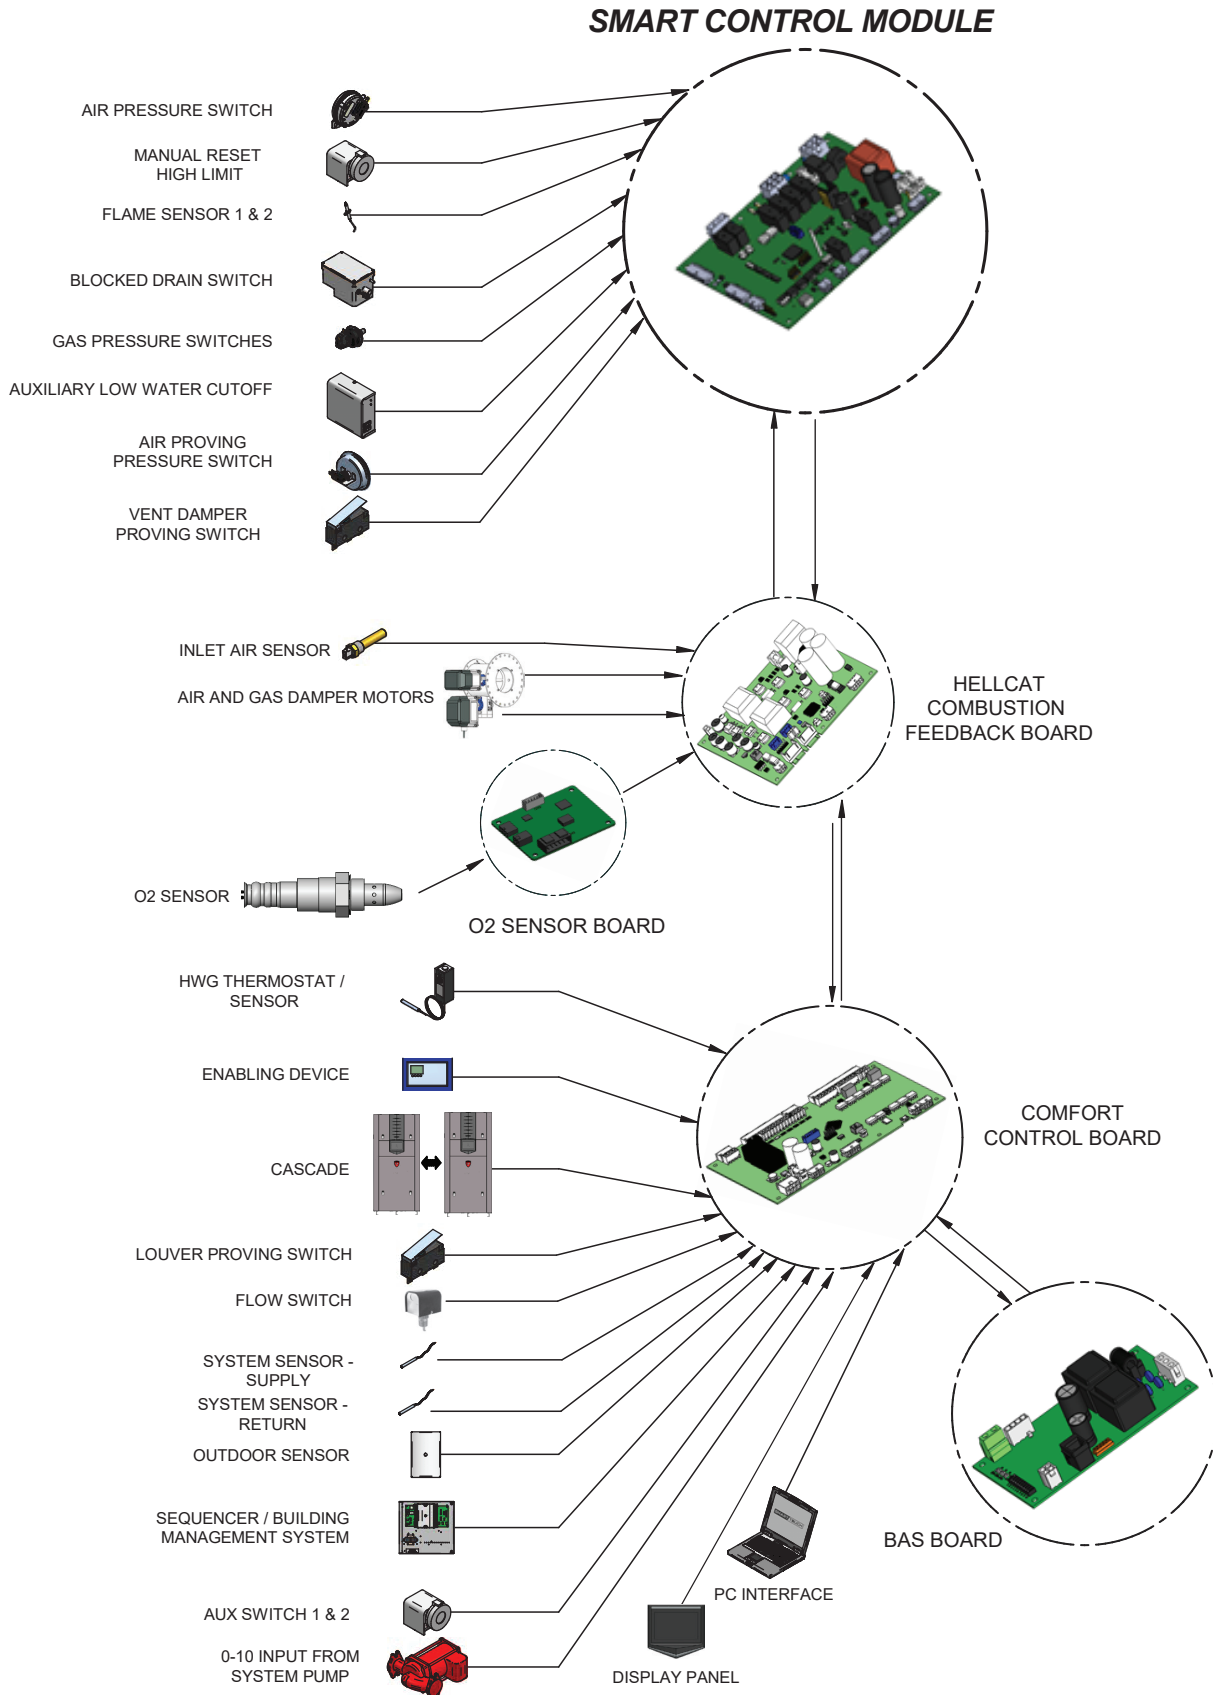 SMART CONTROL MODULE
AIR PRESSURE SWITCH
MANUAL RESET
HIGH LIMIT
FLAME SENSOR 1 & 2
BLOCKED DRAIN SWITCH
GAS PRESSURE SWITCHES
AUXILIARY LOW WATER CUTOFF
AIR PROVING
PRESSURE SWITCH
VENT DAMPER
PROVING SWITCH
INLET AIR SENSOR
AIR AND GAS DAMPER MOTORS
HELLCAT
COMBUSTION
FEEDBACK BOARD
O2 SENSOR
O2 SENSOR BOARD
HWG THERMOSTAT /
SENSOR
ENABLING DEVICE
COMFORT
CONTROL BOARD
CASCADE
LOUVER PROVING SWITCH
FLOW SWITCH
SYSTEM SENSOR -
SUPPLY
SYSTEM SENSOR -
RETURN
OUTDOOR SENSOR
SEQUENCER / BUILDING
MANAGEMENT SYSTEM
BAS BOARD
PC INTERFACE
AUX SWITCH 1 & 2
0-10 INPUT FROM
SYSTEM PUMP
DISPLAY PANEL